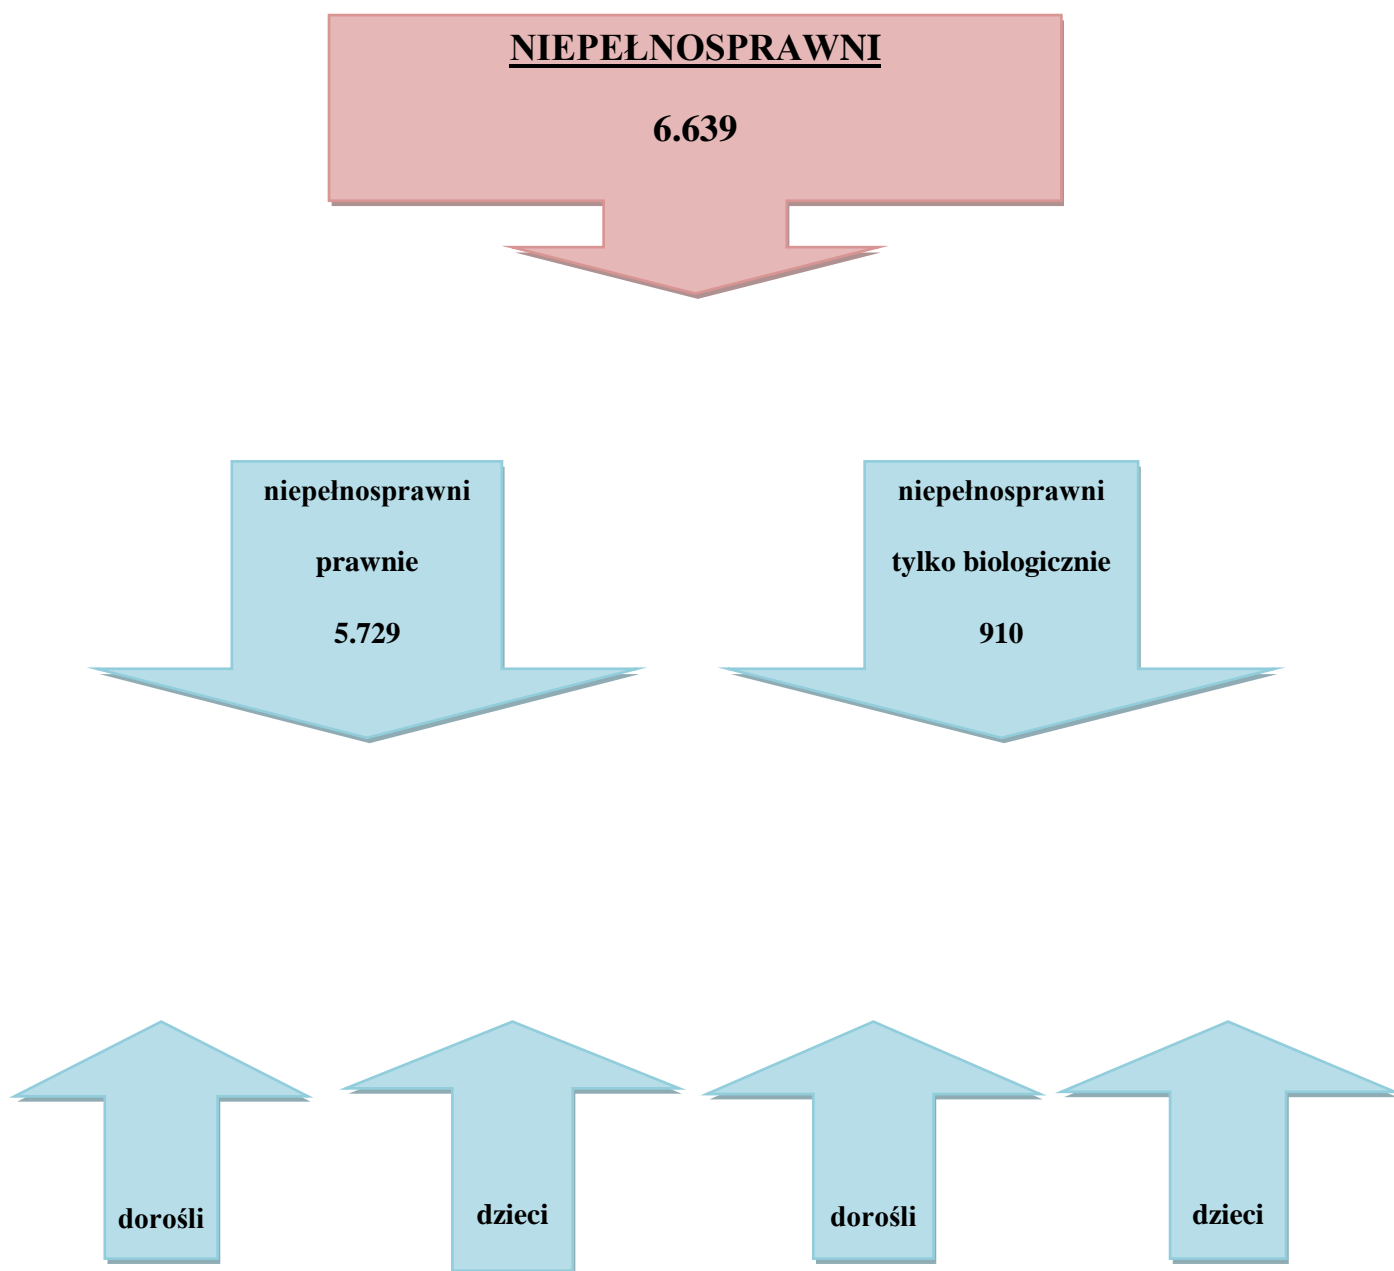 NIEPEŁNOSPRAWNI
6.639
niepełnosprawni
prawnie
5.729
niepełnosprawni
tylko biologicznie
910
dorośli
dzieci
dorośli
dzieci